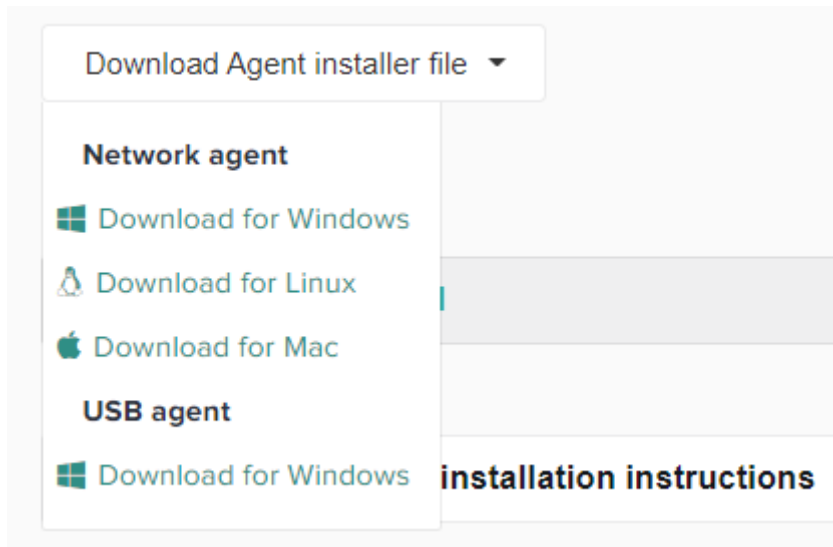 Download Agent installer file
Network agent
Download for Windows
Download for Linux
Download for Mac
USB agent
Download for Windows
installation instructions